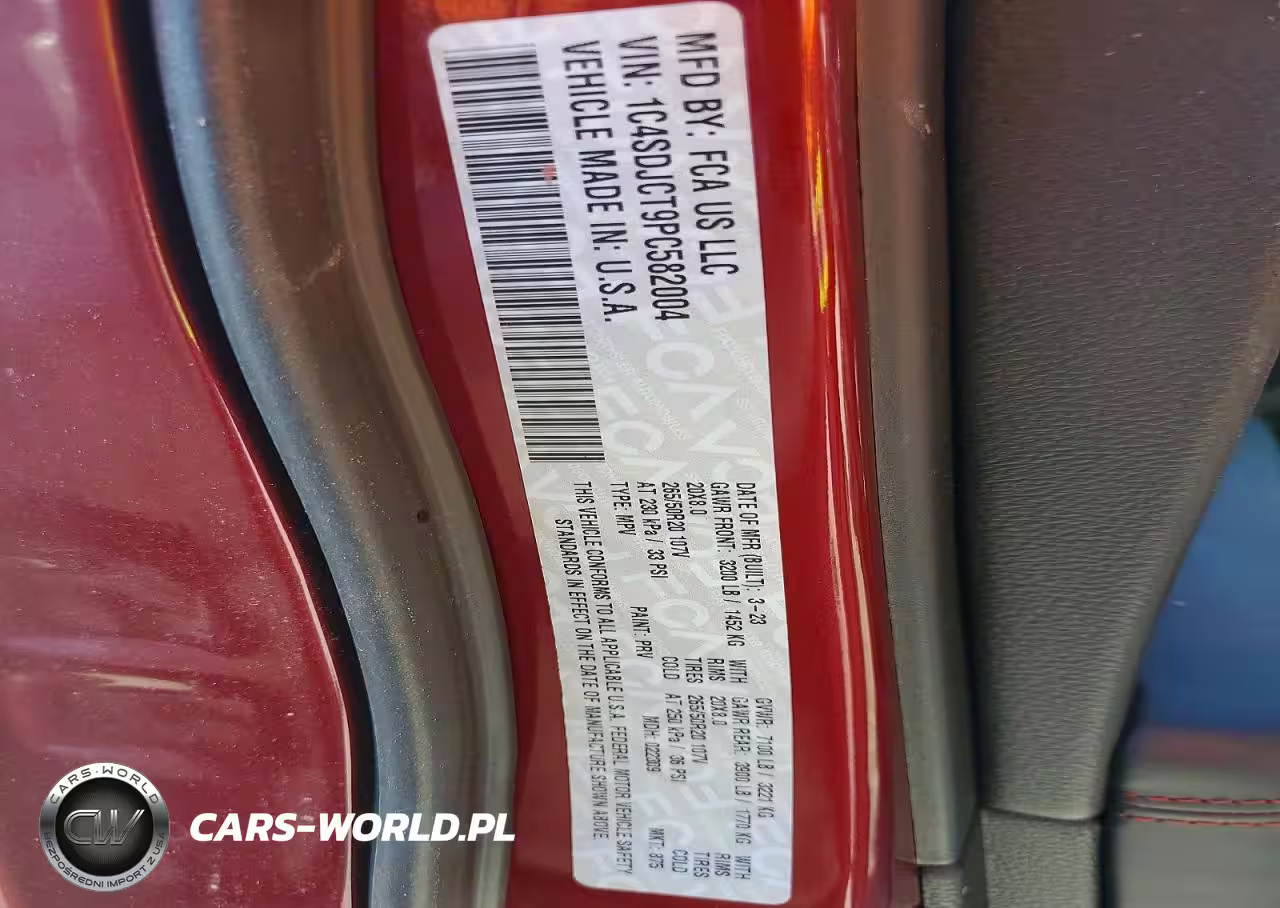 MFD BY: FCA US LLC
VIN: 1C4SDJCT9PC582004
VEHICLE MADE IN: U.S.A.
DATE OF MFR (BUILT): 3-23 GVWR: 7100 LB / 3221 KG
GAWR FRONT: 3200 LB / 1452 KG WITH GAWR REAR: 3900 LB / 1770 KG WITH
20X8.0 RIMS 20X8.0 RIMS
265/50R20 107V TIRES 265/50R20 107V TIRES
AT 230 kPa / 33 PSI COLD AT 250 kPa / 36 PSI COLD
TYPE: MPV PAINT: PRV MDH: 022009 MKT: 875
THIS VEHICLE CONFORMS TO ALL APPLICABLE U.S.A. FEDERAL MOTOR VEHICLE SAFETY
STANDARDS IN EFFECT ON THE DATE OF MANUFACTURE SHOWN ABOVE.
CARS-WORLD
CW
BEZPOŚREDNI IMPORT Z USA
CARS-WORLD.PL